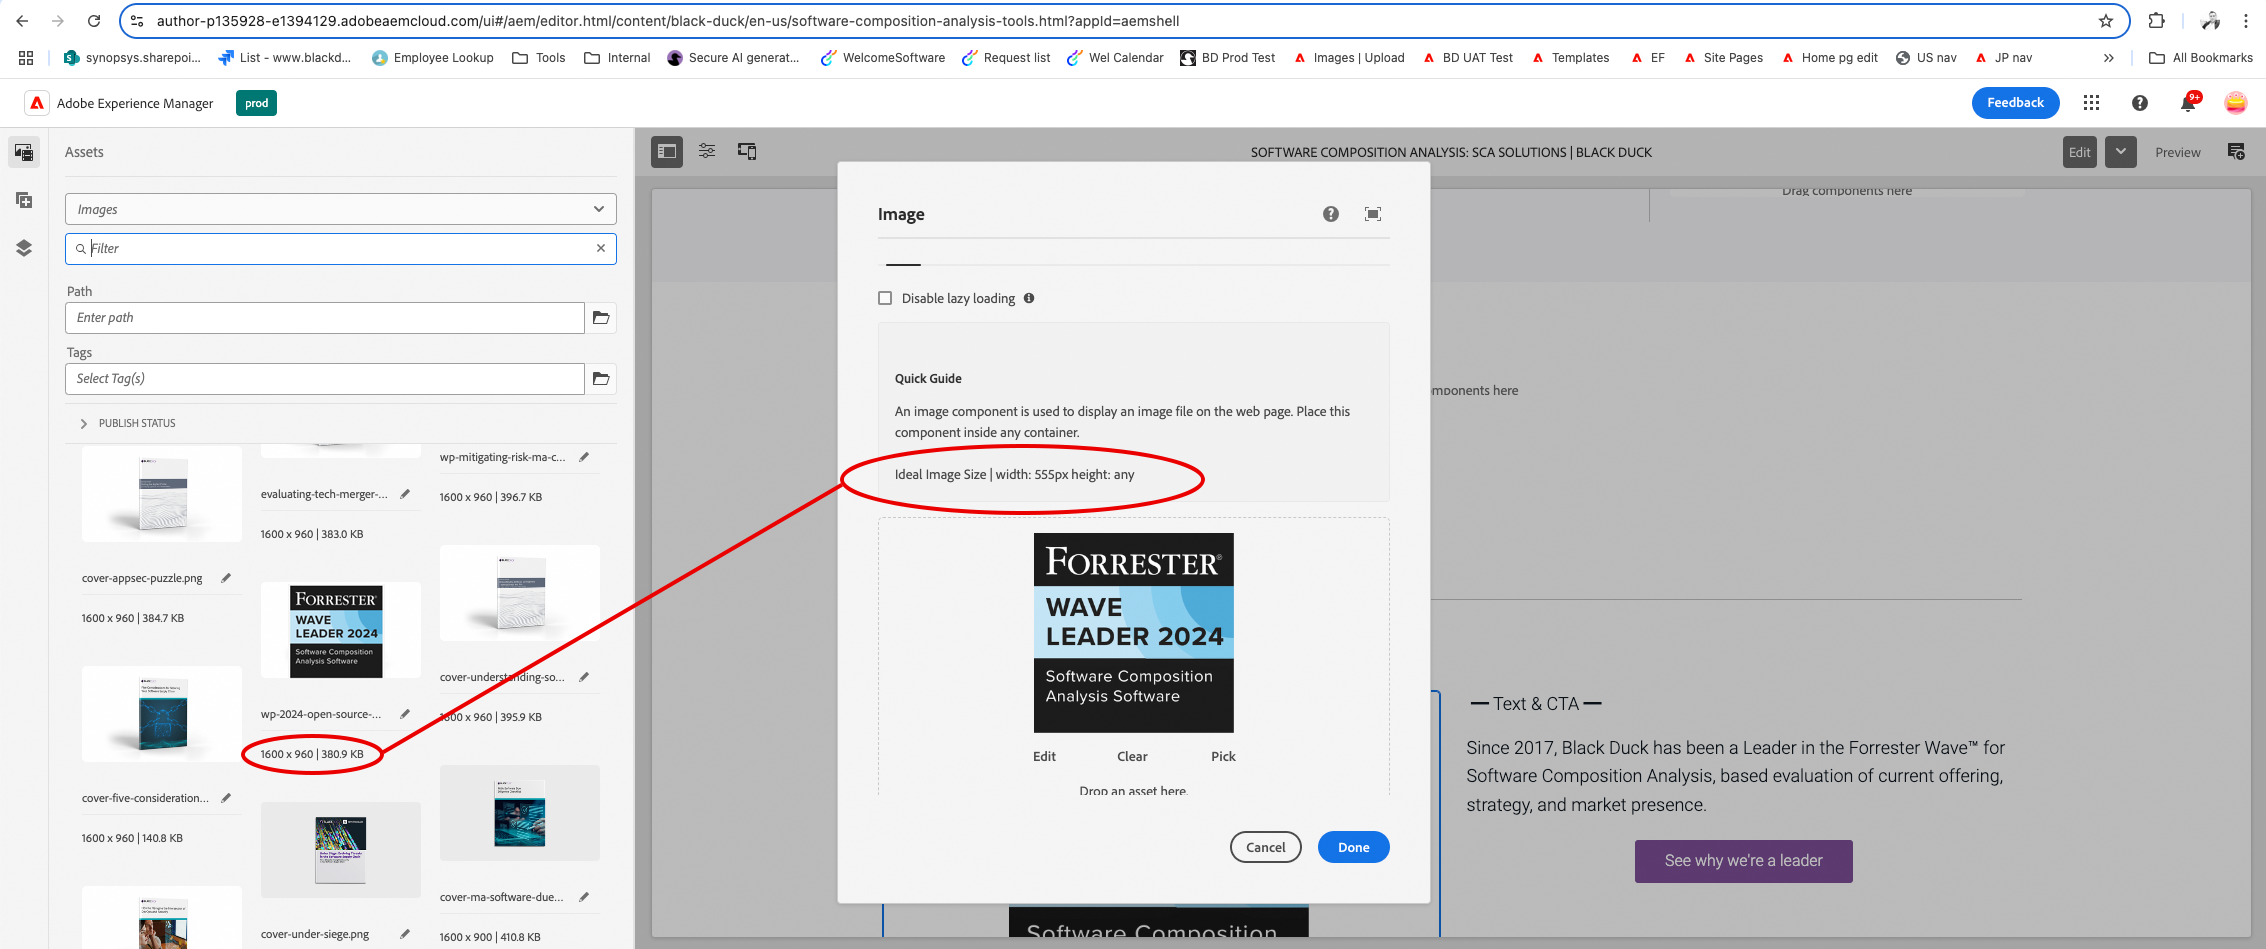 author-p135928-e1394129.adobeaemcloud.com/ui#/aem/editor.html/content/black-duck/en-us/software-composition-analysis-tools.html?appId=aemshell
synopsys.sharepoi...
List - www.blackd...
Employee Lookup
Tools
Internal
Secure AI generat...
WelcomeSoftware
Request list
Wel Calendar
BD Prod Test
Images | Upload
BD UAT Test
Templates
EF
Site Pages
Home pg edit
US nav
JP nav
»
All Bookmarks
Adobe Experience Manager
prod
Feedback
9+
Assets
Images
Filter
Path
Enter path
Tags
Select Tag(s)
PUBLISH STATUS
cover-appsec-puzzle.png
1600 x 960 | 384.7 KB
cover-five-consideration...
1600 x 960 | 140.8 KB
evaluating-tech-merger-...
1600 x 960 | 383.0 KB
FORRESTER
WAVE
LEADER 2024
Software Composition
Analysis Software
wp-2024-open-source-...
1600 x 960 | 380.9 KB
cover-under-siege.png
wp-mitigating-risk-ma-c...
1600 x 960 | 396.7 KB
cover-understanding-so...
1600 x 960 | 395.9 KB
cover-ma-software-due...
1600 x 900 | 410.8 KB
SOFTWARE COMPOSITION ANALYSIS: SCA SOLUTIONS | BLACK DUCK
Edit
Preview
Drag components here
Image
Disable lazy loading
Quick Guide
An image component is used to display an image file on the web page. Place this
component inside any container.
Ideal Image Size | width: 555px height: any
FORRESTER®
WAVE
LEADER 2024
Software Composition
Analysis Software
Edit
Clear
Pick
Drop an asset here.
Cancel
Done
mponents here
Text & CTA
Since 2017, Black Duck has been a Leader in the Forrester Wave™ for
Software Composition Analysis, based evaluation of current offering,
strategy, and market presence.
See why we're a leader
Software Composition